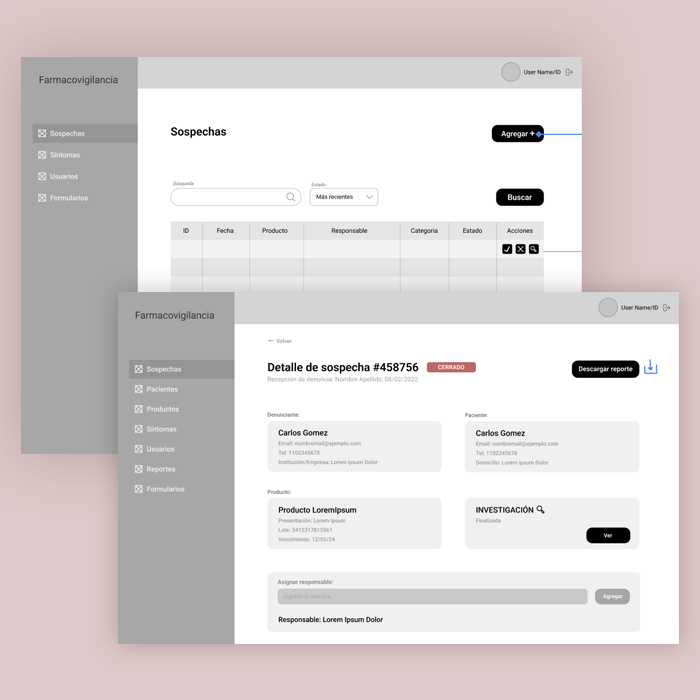 Farmacovigilancia
User Name/ID
Sospechas
Síntomas
Usuarios
Formularios
Sospechas
Agregar +
Búsqueda
Estado
Más recientes
Buscar
ID Fecha Producto Responsable Categoria Estado Acciones
Farmacovigilancia
User Name/ID
Sospechas
Pacientes
Productos
Síntomas
Usuarios
Reportes
Formularios
← Volver
Detalle de sospecha #458756 CERRADO
Descargar reporte
Recepción de denuncia: Nombre Apellido, 08/02/2022
Denunciante:
Carlos Gomez
Email: nombremail@ejemplo.com
Tel: 1102345678
Institución/Empresa: Lorem Ipsum Dolor
Paciente:
Carlos Gomez
Email: nombremail@ejemplo.com
Tel: 1102345678
Domicilio: Lorem Ipsum Dolor
Producto:
Producto LoremIpsum
Presentación: Lorem ipsum
Lote: 5412317815561
Vencimiento: 12/05/24
INVESTIGACIÓN
Finalizada
Ver
Asignar responsable:
Ingrese el nombre...
Agregar
Responsable: Lorem Ipsum Dolor